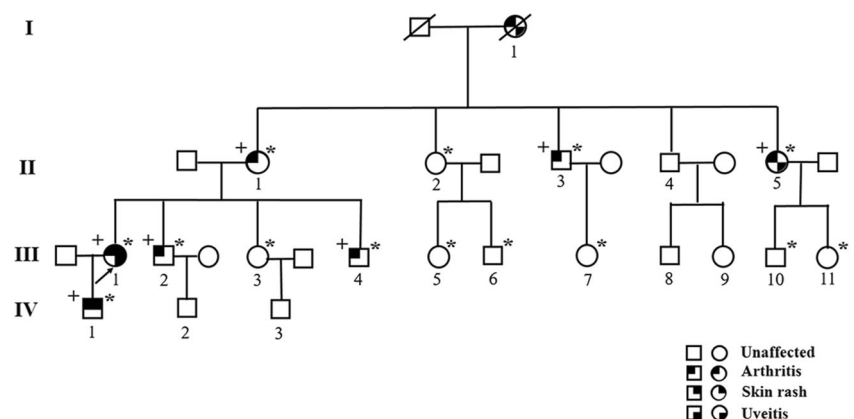 I
1
II
+ * * + * + *
1 2 3 4 5
III
+ * + * * + * * * * * *
1 2 3 4 5 6 7 8 9 10 11
IV
+ *
1 2 3
Unaffected
Arthritis
Skin rash
Uveitis